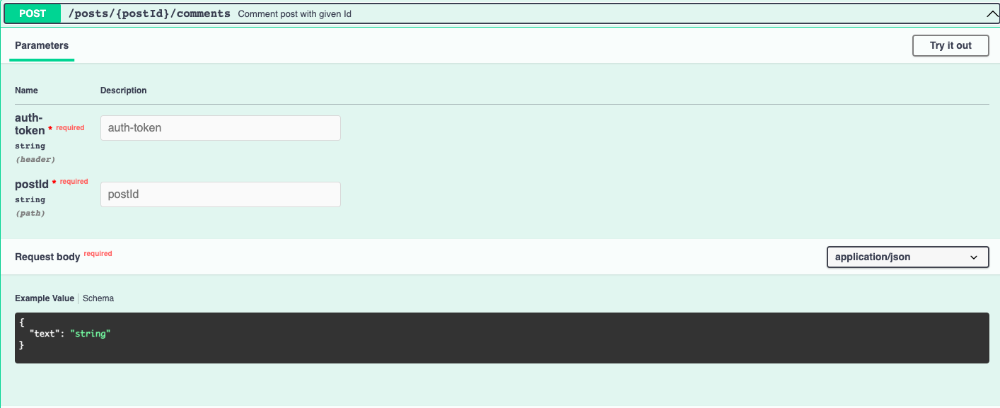 POST /posts/{postId}/comments Comment post with given Id
Parameters
Try it out
Name Description
auth-
token * required
string
(header)
auth-token
postId * required
string
(path)
postId
Request body required
application/json
Example Value Schema
{
  "text": "string"
}